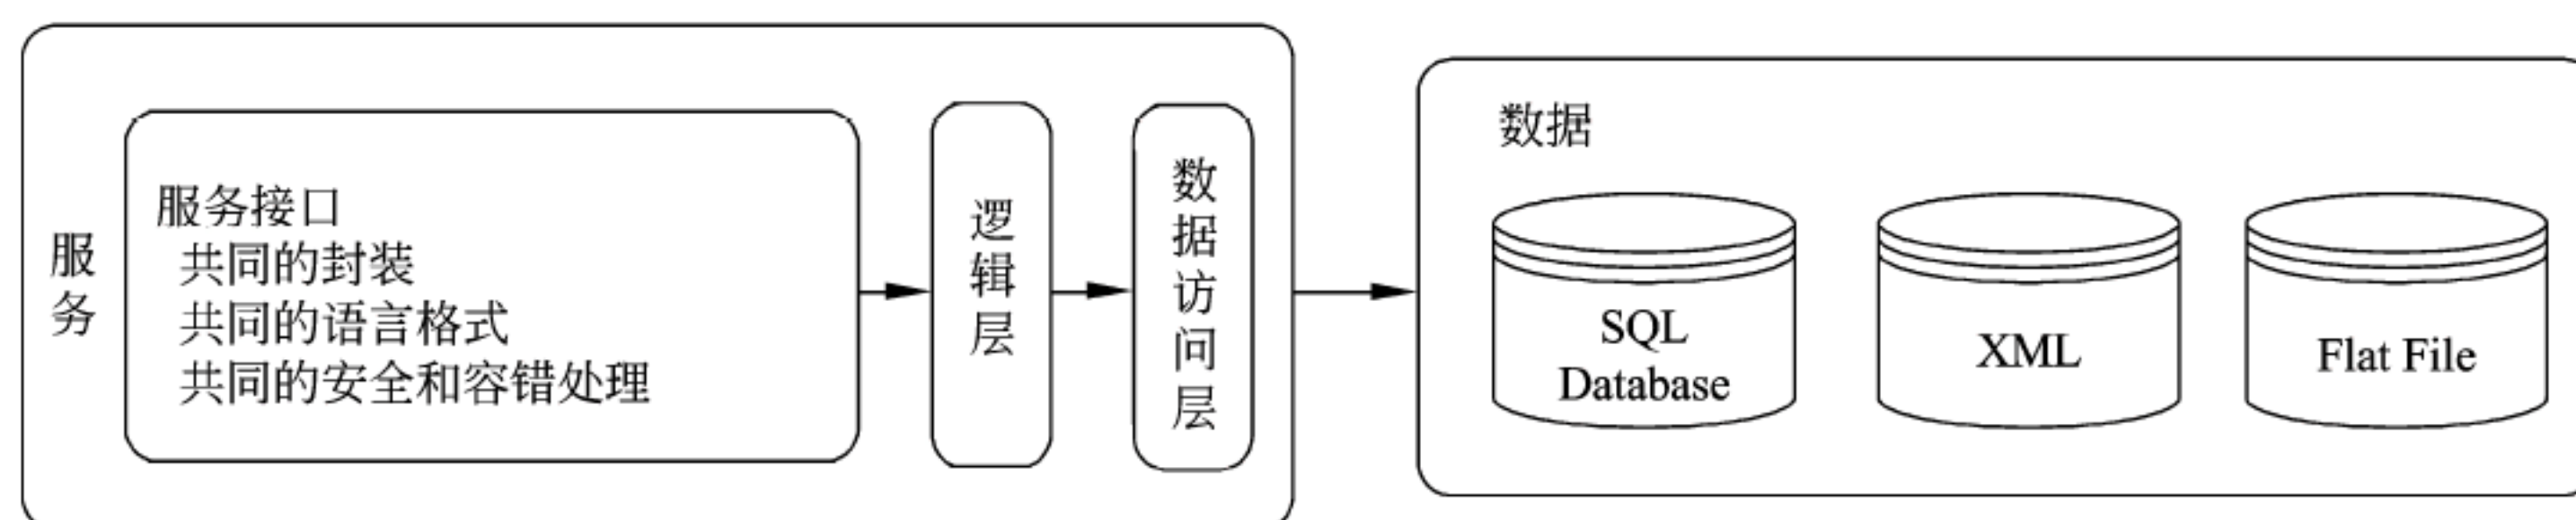 服务
服务接口
共同的封装
共同的语言格式
共同的安全和容错处理
逻辑层
数据访问层
数据
SQL
Database
XML
Flat File